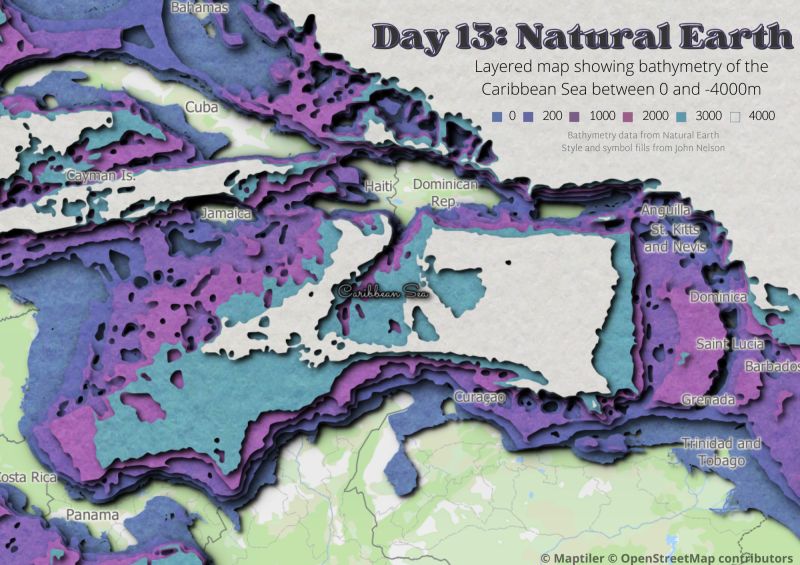 Bahamas
Day 13: Natural Earth
Layered map showing bathymetry of the
Caribbean Sea between 0 and -4000m
0 200 1000 2000 3000 4000
Bathymetry data from Natural Earth
Style and symbol fills from John Nelson
Cuba
Cayman Is.
Haiti
Dominican
Rep.
Jamaica
Anguilla
St. Kitts
and Nevis
Caribbean Sea
Dominica
Saint Lucia
Barbados
Curaçao
Grenada
Trinidad and
Tobago
Costa Rica
Panama
© Maptiler © OpenStreetMap contributors